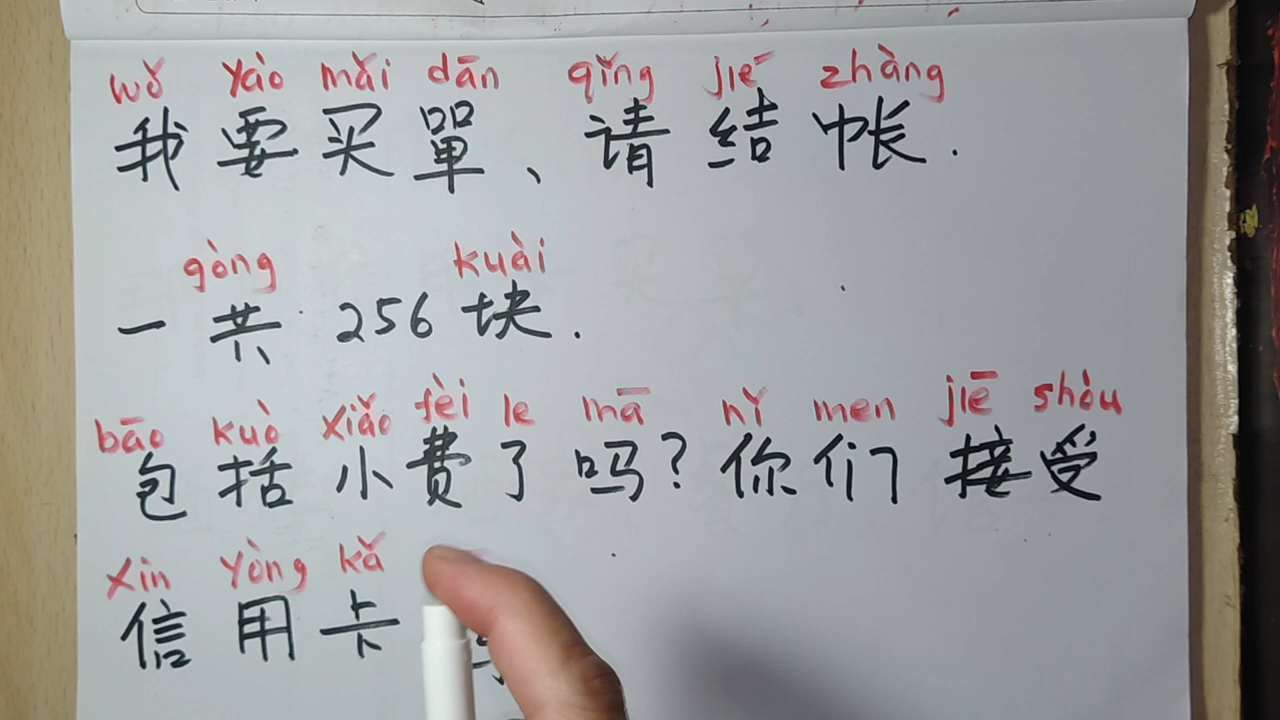 wǒ yào mǎi dān qǐng jié zhàng
我要买單、请结帐.
gòng kuài
一共 256 块.
bāo kuò xiǎo fèi le mā nǐ men jiē shòu
包括小费了吗?你们接受
xìn yòng kǎ
信用卡